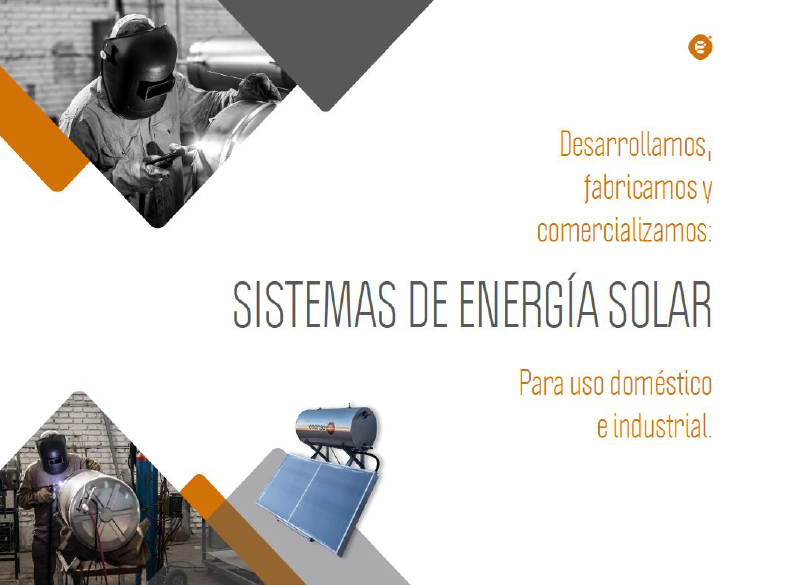 Desarrollamos,
fabricamos y
comercializamos:
SISTEMAS DE ENERGÍA SOLAR
Para uso doméstico
e industrial.